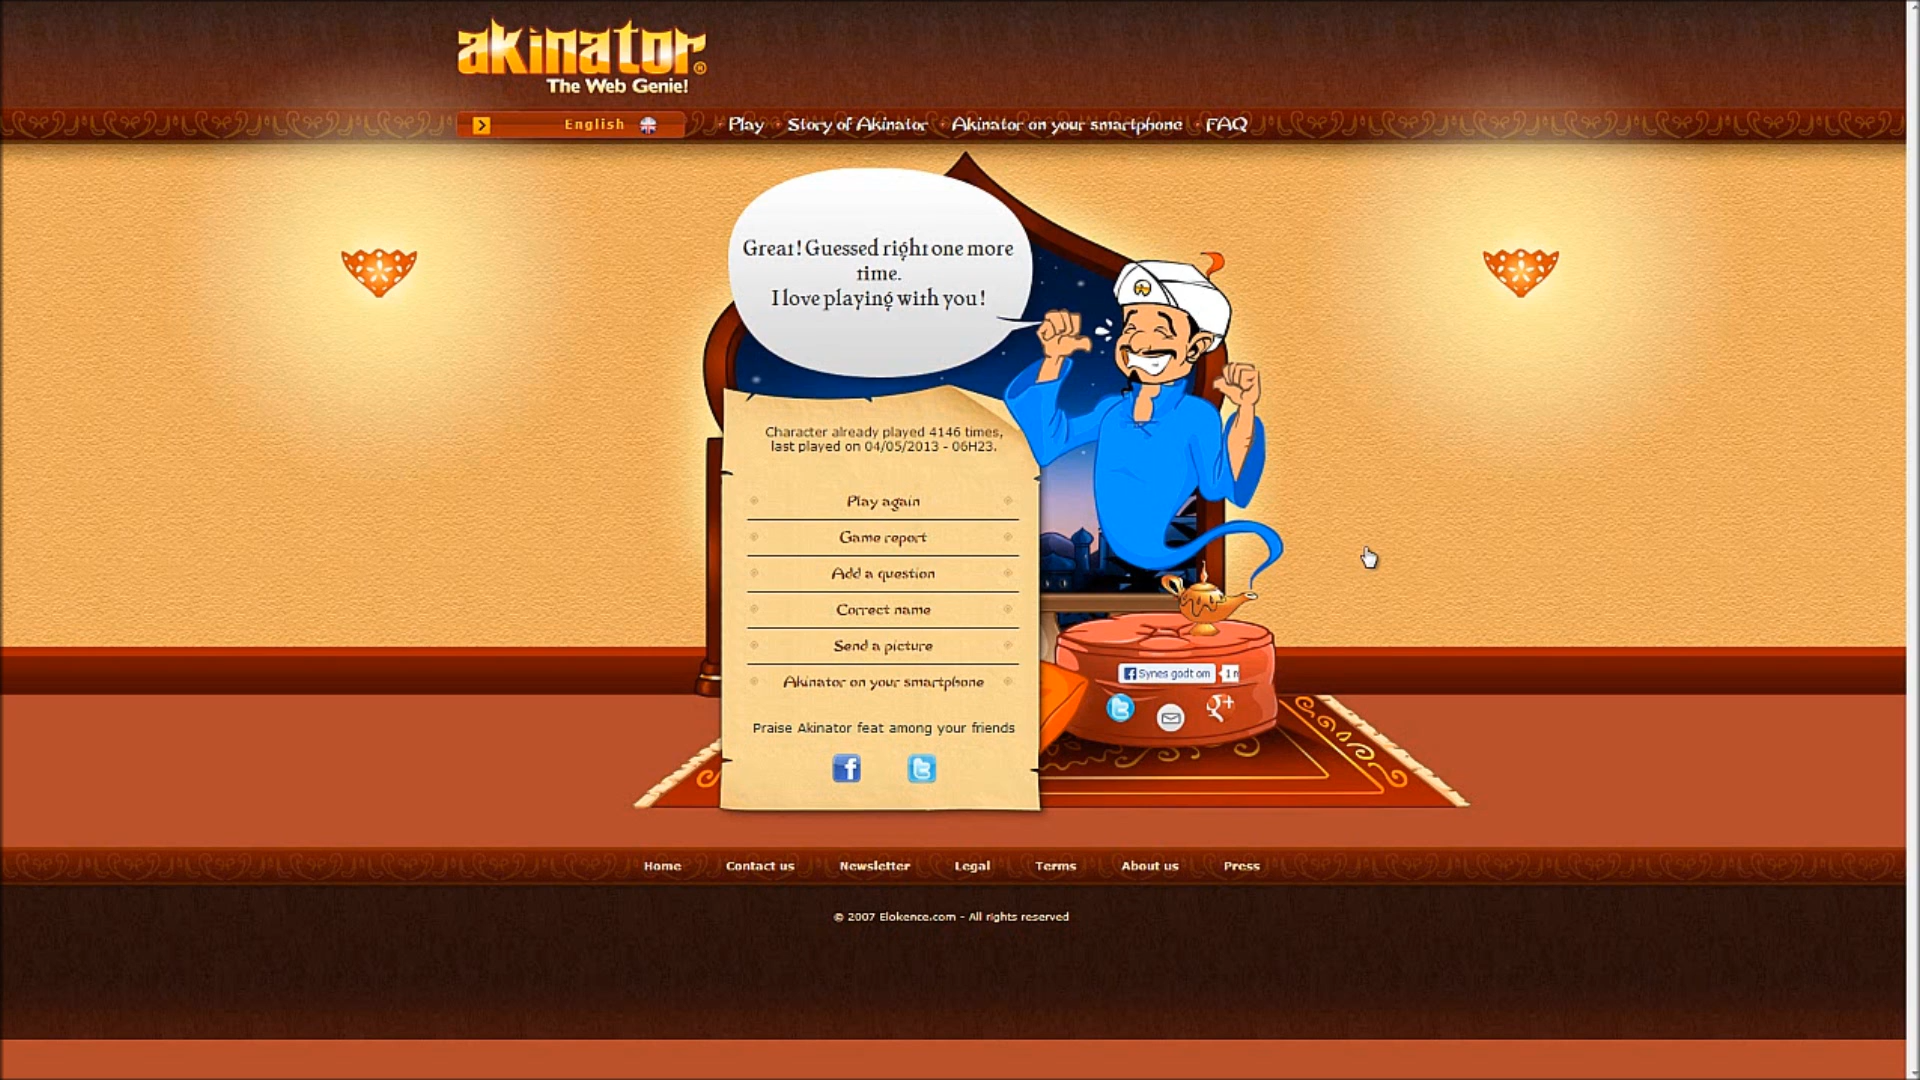 akinator®
The Web Genie!
English
Play
Story of Akinator
Akinator on your smartphone
FAQ
Great! Guessed right one more
time.
I love playing with you!
Character already played 4146 times,
last played on 04/05/2013 - 06H23.
Play again
Game report
Add a question
Correct name
Send a picture
Akinator on your smartphone
Synes godt om
Praise Akinator feat among your friends
Home
Contact us
Newsletter
Legal
Terms
About us
Press
© 2007 Elokence.com - All rights reserved